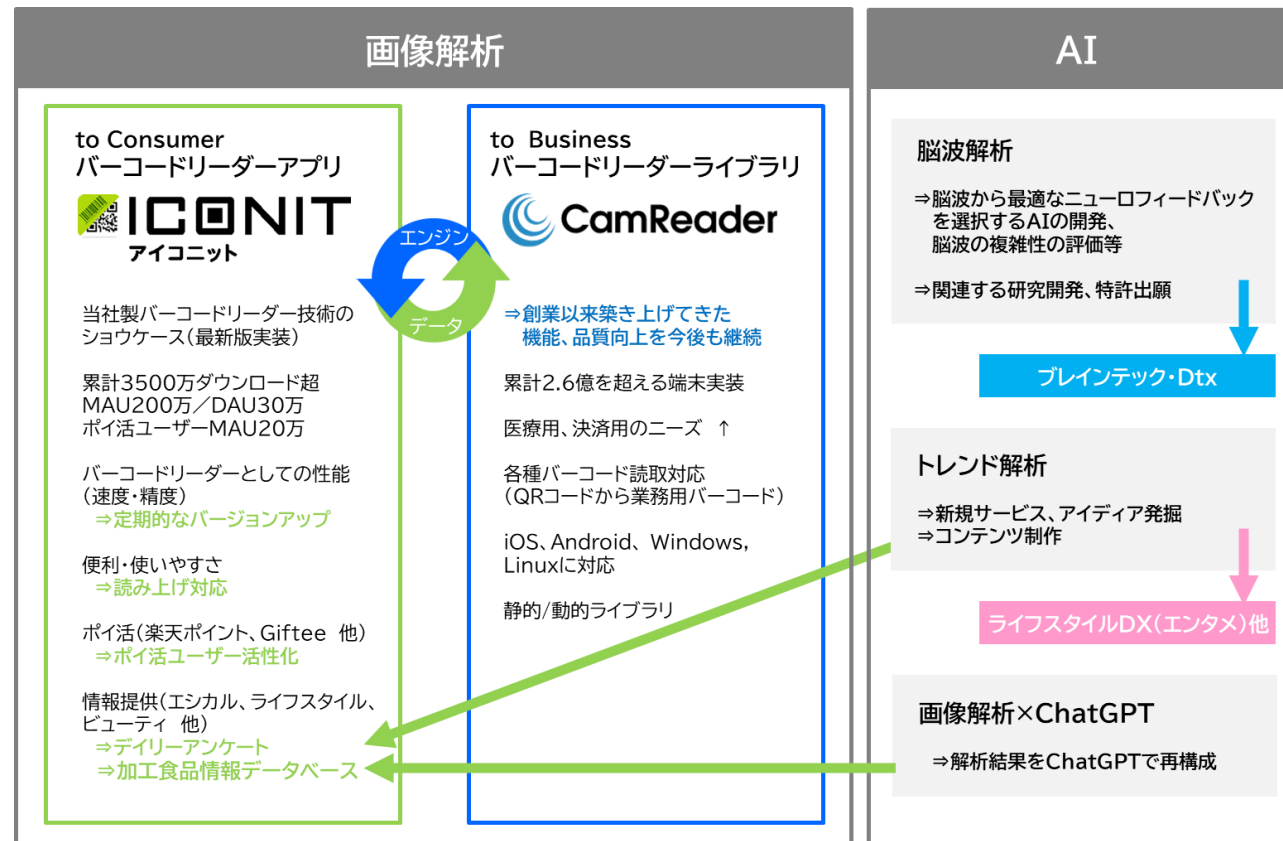 画像解析
to Consumer
バーコードリーダーアプリ
ICONIT
アイコニット
当社製バーコードリーダー技術の
ショウケース(最新版実装)
累計3500万ダウンロード超
MAU200万／DAU30万
ポイ活ユーザーMAU20万
バーコードリーダーとしての性能
(速度・精度)
⇒定期的なバージョンアップ
便利・使いやすさ
⇒読み上げ対応
ポイ活(楽天ポイント、Giftee 他)
⇒ポイ活ユーザー活性化
情報提供(エシカル、ライフスタイル、
ビューティ 他)
⇒デイリーアンケート
⇒加工食品情報データベース
エンジン
データ
to Business
バーコードリーダーライブラリ
CamReader
⇒創業以来築き上げてきた
機能、品質向上を今後も継続
累計2.6億を超える端末実装
医療用、決済用のニーズ ↑
各種バーコード読取対応
(QRコードから業務用バーコード)
iOS、Android、Windows,
Linuxに対応
静的/動的ライブラリ
AI
脳波解析
⇒脳波から最適なニューロフィードバック
を選択するAIの開発、
脳波の複雑性の評価等
⇒関連する研究開発、特許出願
ブレインテック・Dtx
トレンド解析
⇒新規サービス、アイディア発掘
⇒コンテンツ制作
ライフスタイルDX(エンタメ)他
画像解析×ChatGPT
⇒解析結果をChatGPTで再構成